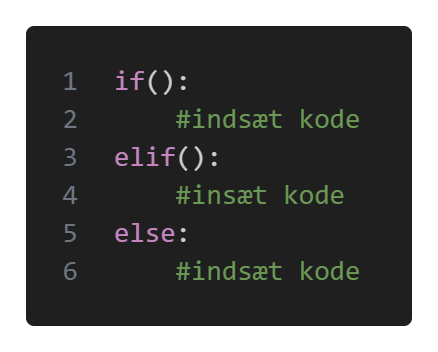 1 if():
2     #indsæt kode
3 elif():
4     #insæt kode
5 else:
6     #indsæt kode